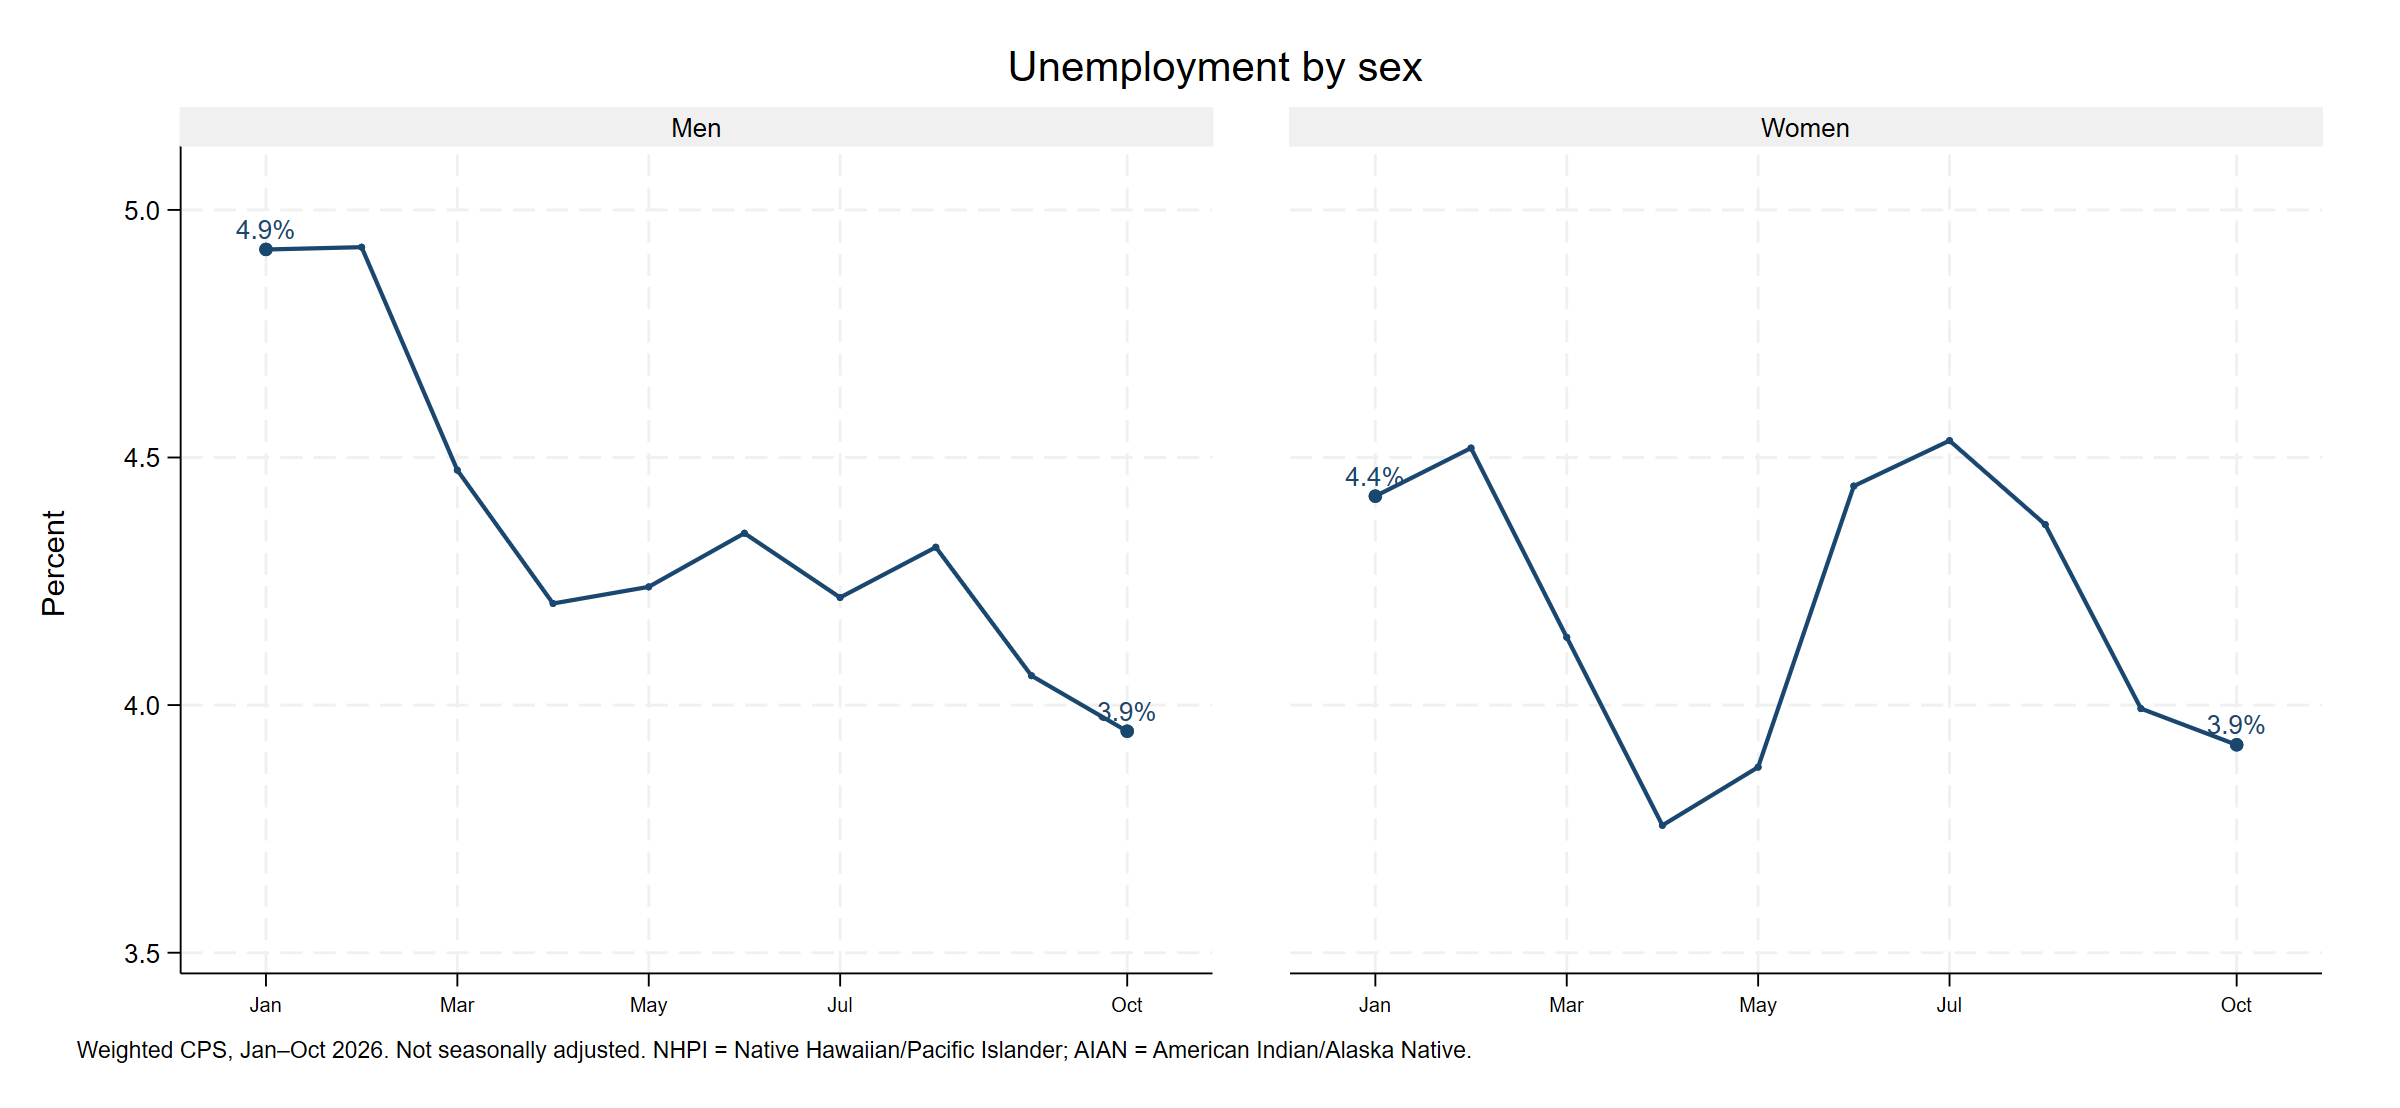 Unemployment by sex
Men
Women
Percent
5.0
4.5
4.0
3.5
4.9%
3.9%
4.4%
3.9%
Jan Mar May Jul Oct
Jan Mar May Jul Oct
Weighted CPS, Jan–Oct 2026. Not seasonally adjusted. NHPI = Native Hawaiian/Pacific Islander; AIAN = American Indian/Alaska Native.